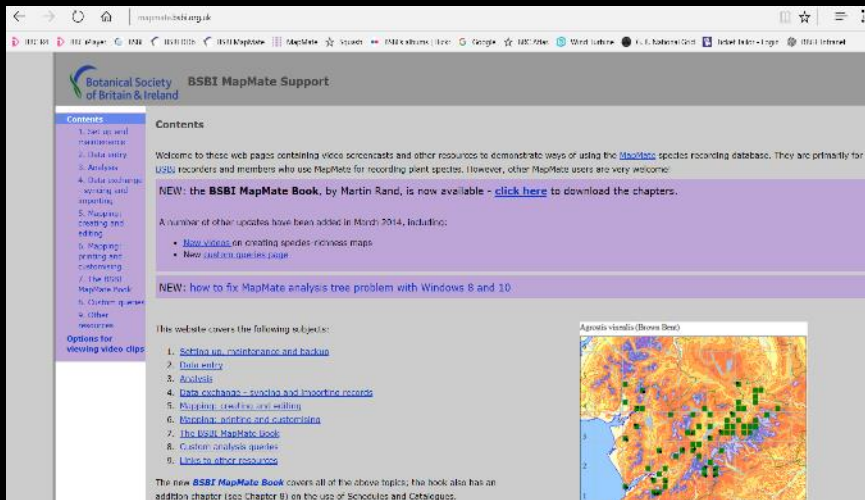 mapmate.bsbi.org.uk
Botanical Society
of Britain & Ireland
BSBI MapMate Support
Contents
1. Set up and
maintenance
2. Data entry
3. Analysis
4. Data exchange
- syncing and
importing
5. Mapping:
creating and
editing
6. Mapping:
printing and
customising
7. The BSBI
MapMate Book
8. Custom queries
9. Other
resources
Options for
viewing video clips
Contents
Welcome to these web pages containing video screencasts and other resources to demonstrate ways of using the MapMate species recording database. They are primarily for
BSBI recorders and members who use MapMate for recording plant species. However, other MapMate users are very welcome!
NEW: the BSBI MapMate Book, by Martin Rand, is now available - click here to download the chapters.
A number of other updates have been added in March 2014, including:
New videos on creating species-richness maps
New custom queries page
NEW: how to fix MapMate analysis tree problem with Windows 8 and 10
This website covers the following subjects:
1. Setting up, maintenance and backup
2. Data entry
3. Analysis
4. Data exchange - syncing and importing records
5. Mapping: creating and editing
6. Mapping: printing and customising
7. The BSBI MapMate Book
8. Custom analysis queries
9. Links to other resources
The new BSBI MapMate Book covers all of the above topics; the book also has an
addition chapter (see Chapter 8) on the use of Schedules and Catalogues.
Agrostis vinealis (Brown Bent)